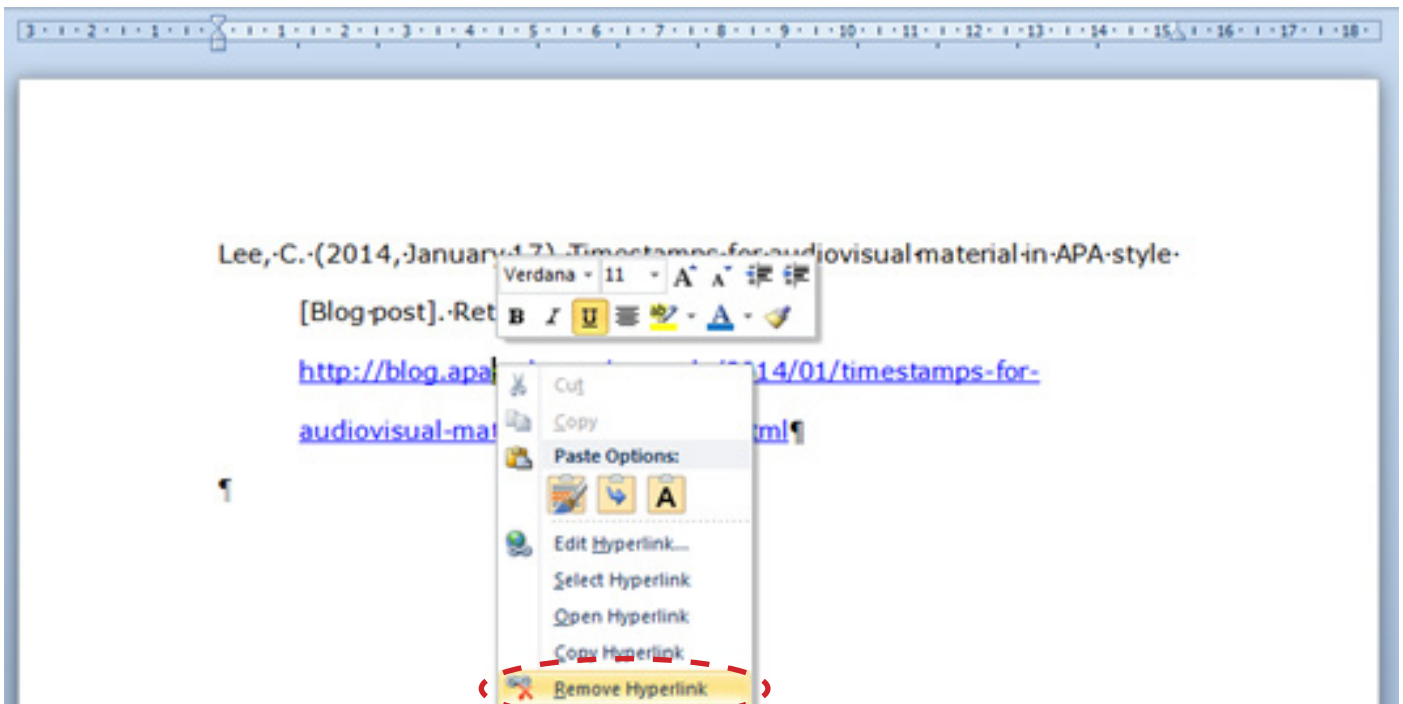 3 · 2 · 1 · 1 · 2 · 3 · 4 · 5 · 6 · 7 · 8 · 9 · 10 · 11 · 12 · 13 · 14 · 15 · 16 · 17 · 18 ·
Lee,·C.·(2014,·January·17).·Timestamps·for·audiovisual·material·in·APA·style·
Verdana 11 A A
[Blog·post].·Ret
B I U A
http://blog.apa 14/01/timestamps-for-
Cut
Copy
audiovisual-mat ml¶
Paste Options:
¶
A
Edit Hyperlink...
Select Hyperlink
Open Hyperlink
Copy Hyperlink
Remove Hyperlink